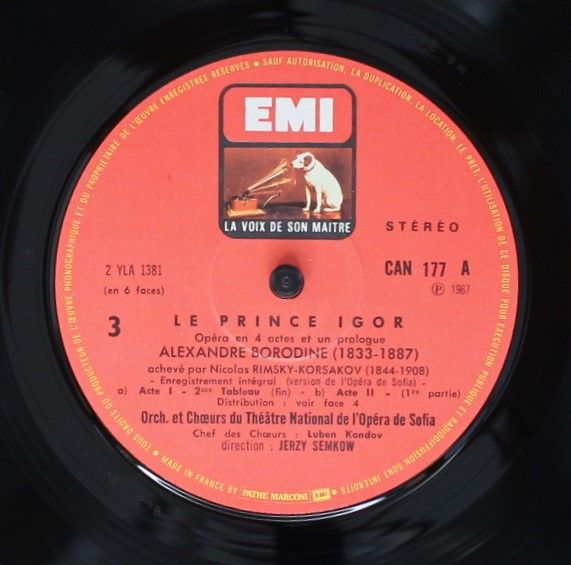 TOUS DROITS DU PRODUCTEUR DE L'ŒUVRE PHONOGRAPHIQUE ET DU PROPRIETAIRE DE L'ŒUVRE ENREGISTREE RESERVES • SAUF AUTORISATION, LA DUPLICATION, LA LOCATION, LE PRÊT, L'UTILISATION DE CE DISQUE POUR EXECUTION PUBLIQUE ET RADIODIFFUSION SONT INTERDITS •
EMI
LA VOIX DE SON MAITRE
STÉRÉO
2 YLA 1381
CAN 177 A
(en 6 faces)
Ⓟ 1967
3
LE PRINCE IGOR
Opéra en 4 actes et un prologue
ALEXANDRE BORODINE (1833-1887)
achevé par Nicolas RIMSKY-KORSAKOV (1844-1908)
- Enregistrement intégral (version de l'Opéra de Sofia) -
a) Acte I - 2me Tableau (fin) • b) Acte II - (1re partie)
Distribution : voir face 4
Orch. et Chœurs du Théâtre National de l'Opéra de Sofia
Chef des Chœurs : Luben Kondov
direction : JERZY SEMKOW
• MADE IN FRANCE BY PATHE MARCONI EMI